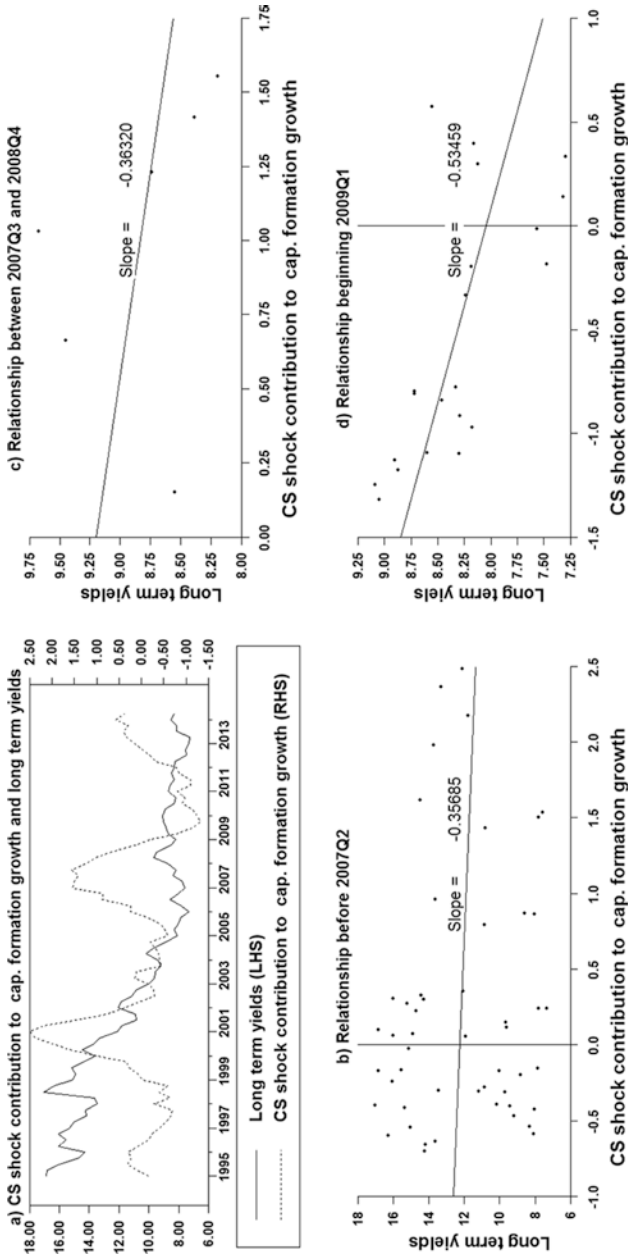 a) CS shock contribution to cap. formation growth and long term yields
18.00
16.00
14.00
12.00
10.00
8.00
6.00
2.50
2.00
1.50
1.00
0.50
0.00
-0.50
-1.00
-1.50
1995 1997 1999 2001 2003 2005 2007 2009 2011 2013
Long term yields (LHS)
CS shock contribution to cap. formation growth (RHS)
b) Relationship before 2007Q2
Long term yields
18
16
14
12
10
8
6
Slope = -0.35685
-1.0 -0.5 0.0 0.5 1.0 1.5 2.0 2.5
CS shock contribution to cap. formation growth
c) Relationship between 2007Q3 and 2008Q4
Long term yields
9.75
9.50
9.25
9.00
8.75
8.50
8.25
8.00
Slope = -0.36320
0.00 0.25 0.50 0.75 1.00 1.25 1.50 1.75
CS shock contribution to cap. formation growth
d) Relationship beginning 2009Q1
Long term yields
9.25
9.00
8.75
8.50
8.25
8.00
7.75
7.50
7.25
Slope = -0.53459
-1.5 -1.0 -0.5 0.0 0.5 1.0
CS shock contribution to cap. formation growth